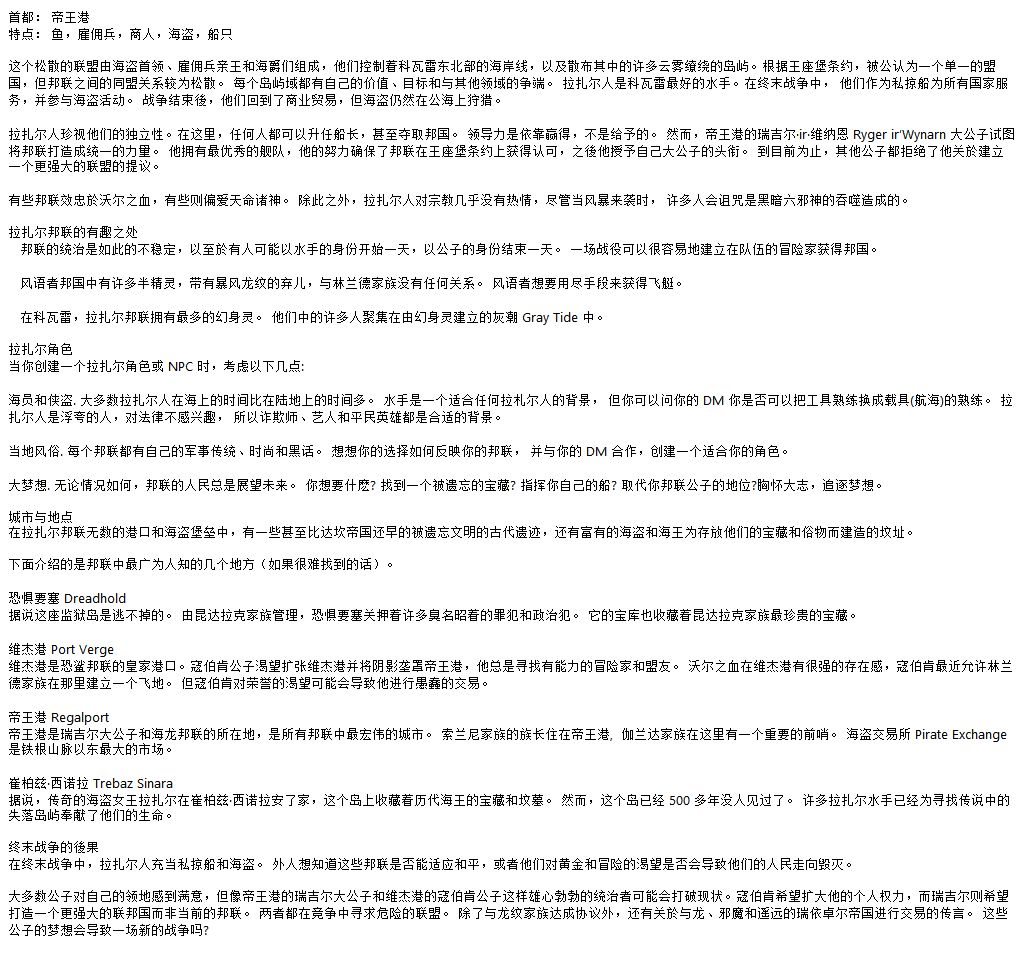 首都： 帝王港
特点： 鱼，雇佣兵，商人，海盗，船只
这个松散的联盟由海盗首领、雇佣兵亲王和海爵们组成，他们控制着科瓦雷东北部的海岸线，以及散布其中的许多云雾缭绕的岛屿。根据王座堡条约，被公认为一个单一的盟
国，但邦联之间的同盟关系较为松散。 每个岛屿域都有自己的价值、目标和与其他领域的争端。 拉扎尔人是科瓦雷最好的水手。在终末战争中， 他们作为私掠船为所有国家服
务，并参与海盗活动。 战争结束後，他们回到了商业贸易，但海盗仍然在公海上狩猎。
拉扎尔人珍视他们的独立性。在这里，任何人都可以升任船长，甚至夺取邦国。 领导力是依靠赢得，不是给予的。 然而，帝王港的瑞吉尔·ir·维纳恩 Ryger ir'Wynarn 大公子试图
将邦联打造成统一的力量。 他拥有最优秀的舰队，他的努力确保了邦联在王座堡条约上获得认可，之後他授予自己大公子的头衔。 到目前为止，其他公子都拒绝了他关於建立
一个更强大的联盟的提议。
有些邦联效忠於沃尔之血，有些则偏爱天命诸神。 除此之外，拉扎尔人对宗教几乎没有热情，尽管当风暴来袭时， 许多人会诅咒是黑暗六邪神的吞噬造成的。
拉扎尔邦联的有趣之处
邦联的统治是如此的不稳定，以至於有人可能以水手的身份开始一天，以公子的身份结束一天。 一场战役可以很容易地建立在队伍的冒险家获得邦国。
风语者邦国中有许多半精灵，带有暴风龙纹的弃儿，与林兰德家族没有任何关系。 风语者想要用尽手段来获得飞艇。
在科瓦雷，拉扎尔邦联拥有最多的幻身灵。 他们中的许多人聚集在由幻身灵建立的灰潮 Gray Tide 中。
拉扎尔角色
当你创建一个拉扎尔角色或 NPC 时，考虑以下几点:
海员和侠盗. 大多数拉扎尔人在海上的时间比在陆地上的时间多。 水手是一个适合任何拉札尔人的背景， 但你可以问你的 DM 你是否可以把工具熟练换成载具(航海)的熟练。 拉
扎尔人是浮夸的人，对法律不感兴趣， 所以诈欺师、艺人和平民英雄都是合适的背景。
当地风俗. 每个邦联都有自己的军事传统、时尚和黑话。 想想你的选择如何反映你的邦联， 并与你的 DM 合作，创建一个适合你的角色。
大梦想. 无论情况如何，邦联的人民总是展望未来。 你想要什麽? 找到一个被遗忘的宝藏? 指挥你自己的船? 取代你邦联公子的地位?胸怀大志，追逐梦想。
城市与地点
在拉扎尔邦联无数的港口和海盗堡垒中，有一些甚至比达坎帝国还早的被遗忘文明的古代遗迹，还有富有的海盗和海王为存放他们的宝藏和俗物而建造的坟址。
下面介绍的是邦联中最广为人知的几个地方（如果很难找到的话）。
恐惧要塞 Dreadhold
据说这座监狱岛是逃不掉的。 由昆达拉克家族管理，恐惧要塞关押着许多臭名昭着的罪犯和政治犯。 它的宝库也收藏着昆达拉克家族最珍贵的宝藏。
维杰港 Port Verge
维杰港是恐鲨邦联的皇家港口。寇伯肯公子渴望扩张维杰港并将阴影垄罩帝王港，他总是寻找有能力的冒险家和盟友。 沃尔之血在维杰港有很强的存在感，寇伯肯最近允许林兰
德家族在那里建立一个飞地。 但寇伯肯对荣誉的渴望可能会导致他进行愚蠢的交易。
帝王港 Regalport
帝王港是瑞吉尔大公子和海龙邦联的所在地，是所有邦联中最宏伟的城市。 索兰尼家族的族长住在帝王港， 伽兰达家族在这里有一个重要的前哨。 海盗交易所 Pirate Exchange
是铁根山脉以东最大的市场。
崔柏兹·西诺拉 Trebaz Sinara
据说，传奇的海盗女王拉扎尔在崔柏兹·西诺拉安了家，这个岛上收藏着历代海王的宝藏和坟墓。 然而，这个岛已经 500 多年没人见过了。 许多拉扎尔水手已经为寻找传说中的
失落岛屿奉献了他们的生命。
终末战争的後果
在终末战争中，拉扎尔人充当私掠船和海盗。 外人想知道这些邦联是否能适应和平，或者他们对黄金和冒险的渴望是否会导致他们的人民走向毁灭。
大多数公子对自己的领地感到满意，但像帝王港的瑞吉尔大公子和维杰港的寇伯肯公子这样雄心勃勃的统治者可能会打破现状。寇伯肯希望扩大他的个人权力，而瑞吉尔则希望
打造一个更强大的联邦国而非当前的邦联。 两者都在竞争中寻求危险的联盟。 除了与龙纹家族达成协议外，还有关於与龙、邪魔和遥远的瑞依卓尔帝国进行交易的传言。 这些
公子的梦想会导致一场新的战争吗?